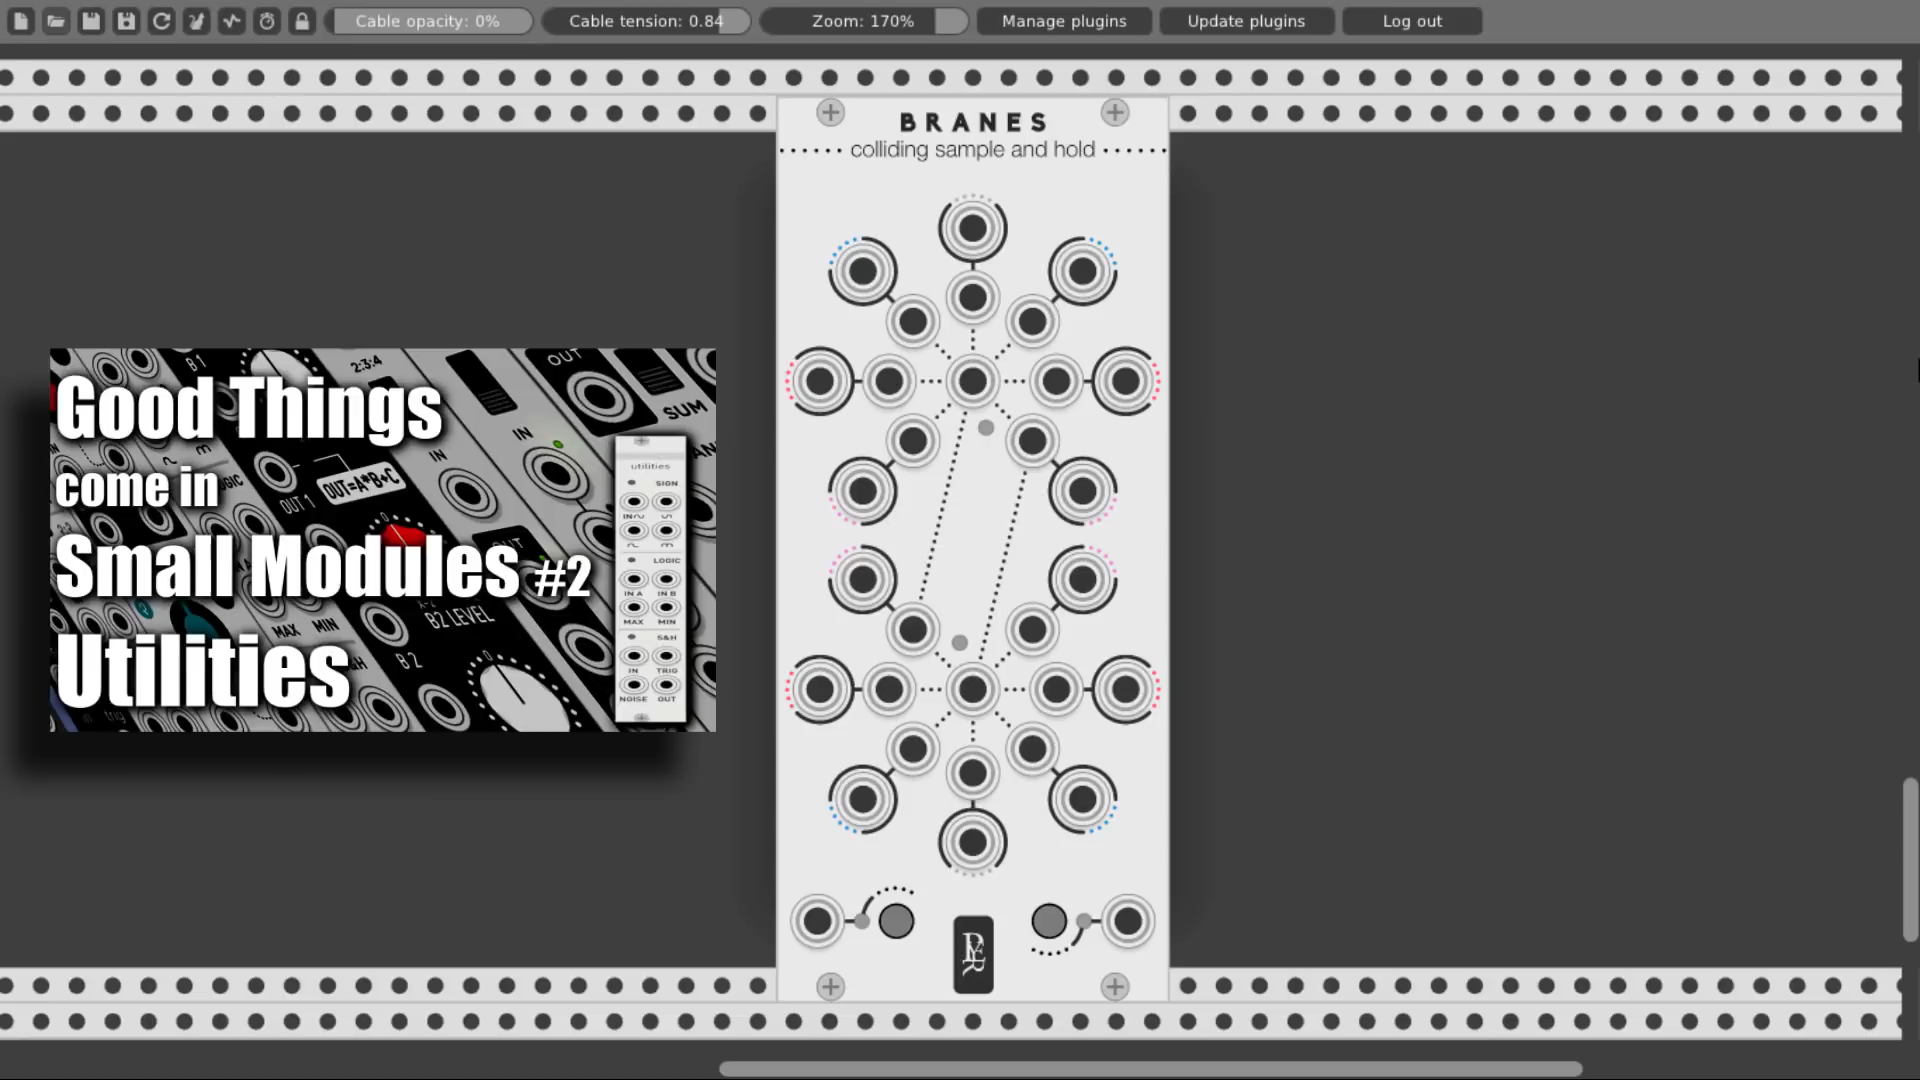 Cable opacity: 0%
Cable tension: 0.84
Zoom: 170%
Manage plugins
Update plugins
Log out
BRANES
colliding sample and hold
Good Things
come in
Small Modules #2
Utilities
B 1
2:3:4
OUT
SUM
IN
IN
OUT 1
OUT=A*B+C
B2 LEVEL
B 2
MAX MIN
utilities
SIGN
LOGIC
IN A IN B
MAX MIN
S&H
IN TRIG
NOISE OUT